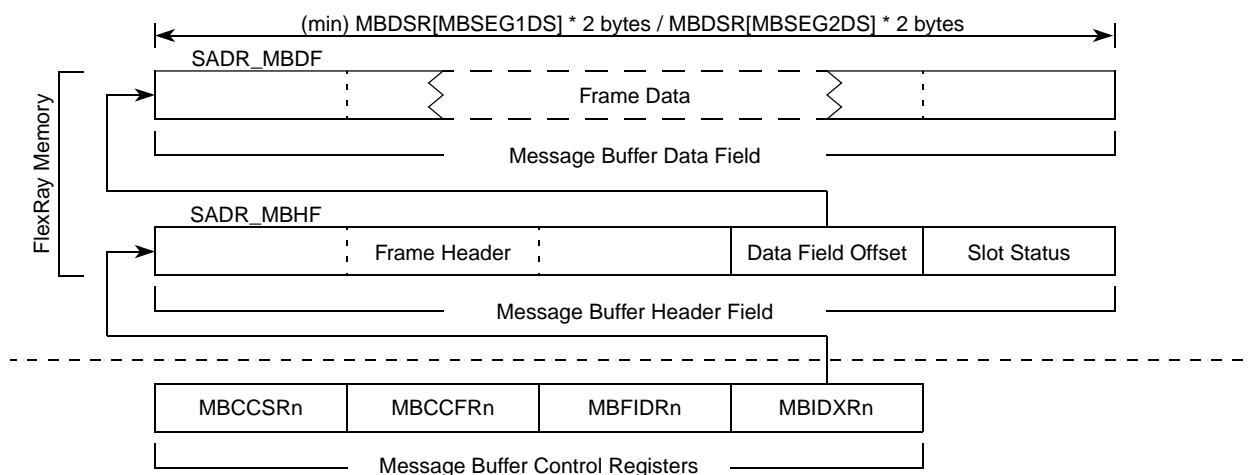 (min) MBDSR[MBSEG1DS] * 2 bytes / MBDSR[MBSEG2DS] * 2 bytes
SADR_MBDF
Frame Data
Message Buffer Data Field
FlexRay Memory
SADR_MBHF
Frame Header
Data Field Offset
Slot Status
Message Buffer Header Field
MBCCSRn
MBCCFRn
MBFIDRn
MBIDXRn
Message Buffer Control Registers